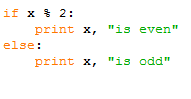 if x % 2:
    print x, "is even"
else:
    print x, "is odd"